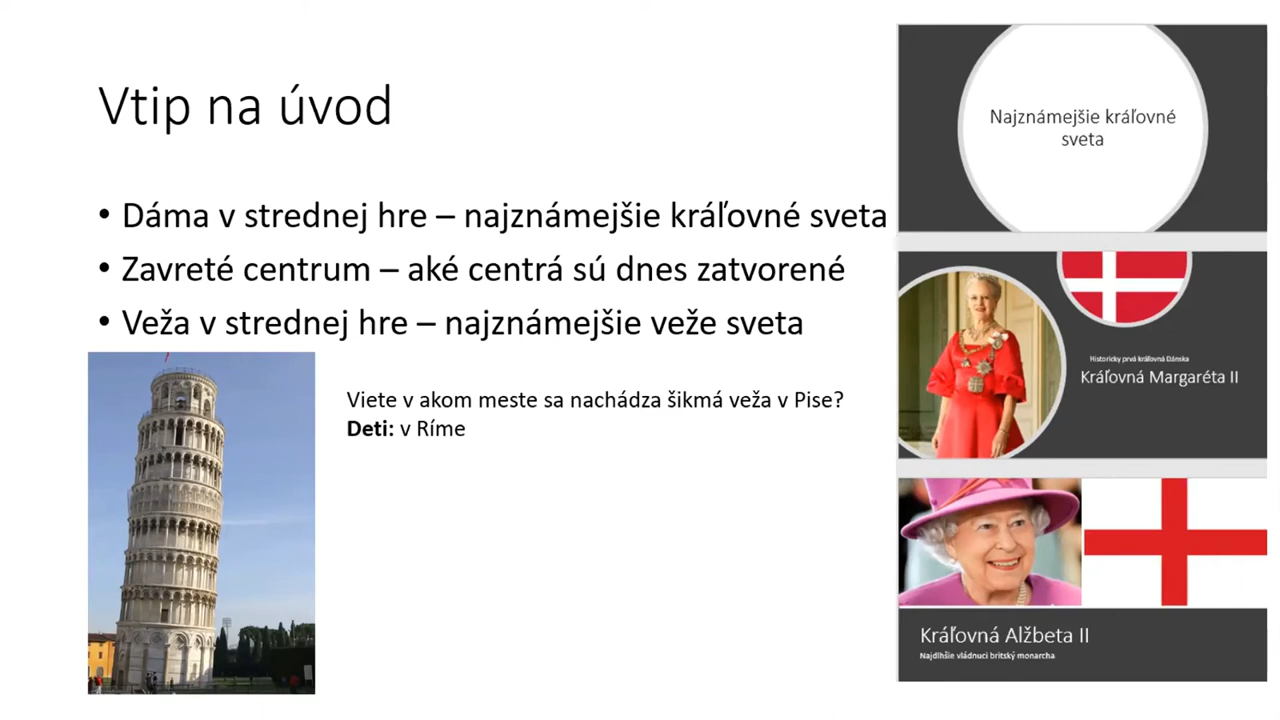 Vtip na úvod
• Dáma v strednej hre – najznámejšie kráľovné sveta
• Zavreté centrum – aké centrá sú dnes zatvorené
• Veža v strednej hre – najznámejšie veže sveta
Viete v akom meste sa nachádza šikmá veža v Pise?
Deti: v Ríme
Najznámejšie kráľovné
sveta
Historicky prvá kráľovná Dánska
Kráľovná Margaréta II
Kráľovná Alžbeta II
Najdlhšie vládnuci britský monarcha